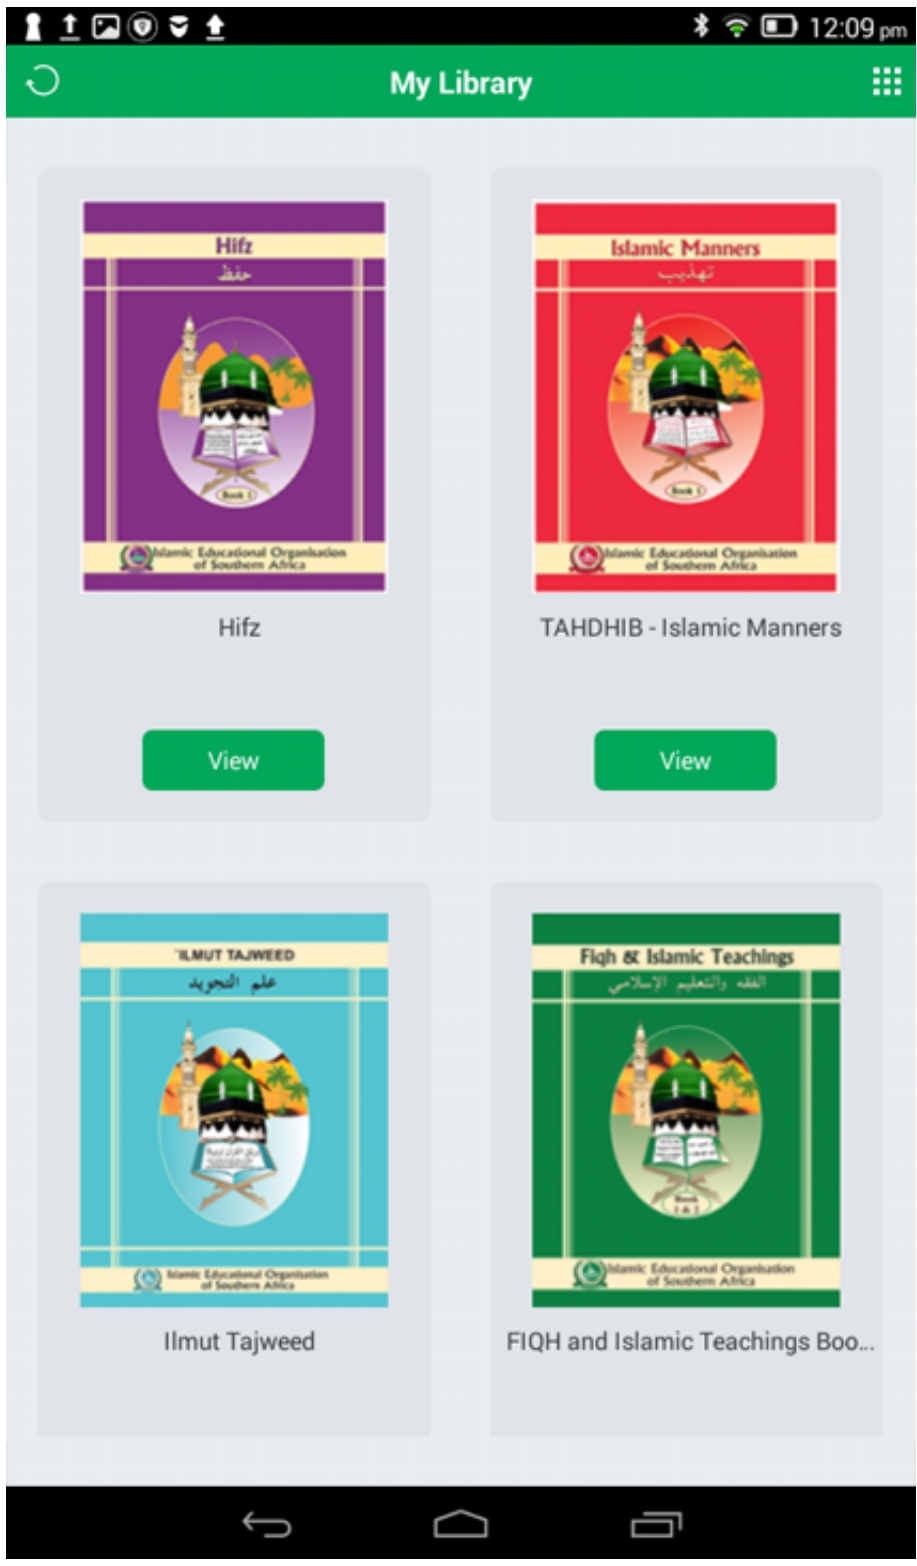 12:09 pm
My Library
Hifz
حفظ
Book 1
Islamic Educational Organisation
of Southern Africa
Hifz
View
Islamic Manners
تهذيب
Book 1
Islamic Educational Organisation
of Southern Africa
TAHDHIB - Islamic Manners
View
`ILMUT TAJWEED
علم التجويد
Islamic Educational Organisation
of Southern Africa
Ilmut Tajweed
Fiqh & Islamic Teachings
الفقه والتعليم الإسلامي
Book
1 & 2
Islamic Educational Organisation
of Southern Africa
FIQH and Islamic Teachings Boo...